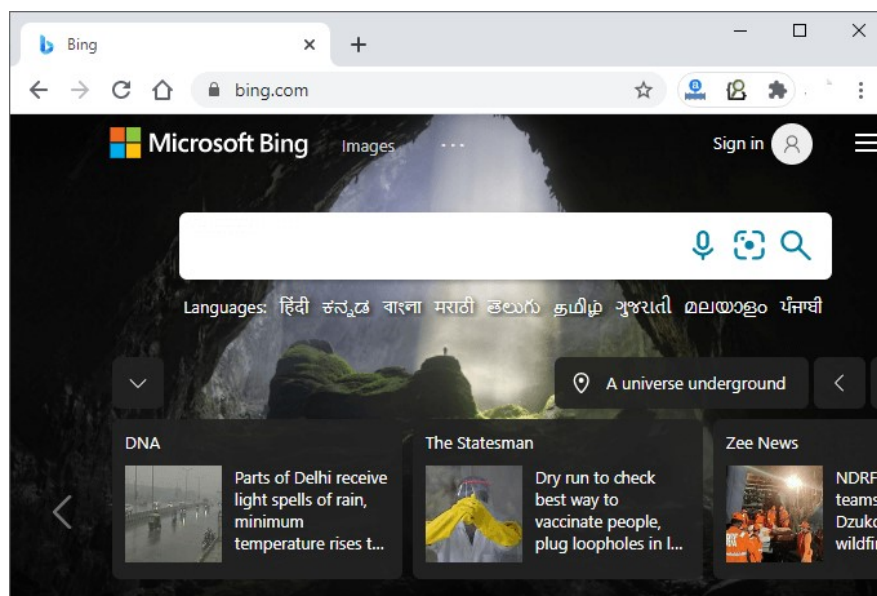 Bing
bing.com
Microsoft Bing Images ... Sign in
Languages: हिंदी ಕನ್ನಡ বাংলা मराठी తెలుగు தமிழ் ગુજરાતી മലയാളം ਪੰਜਾਬੀ
A universe underground
DNA
Parts of Delhi receive
light spells of rain,
minimum
temperature rises t...
The Statesman
Dry run to check
best way to
vaccinate people,
plug loopholes in l...
Zee News
NDRF
teams
Dzuko
wildfi